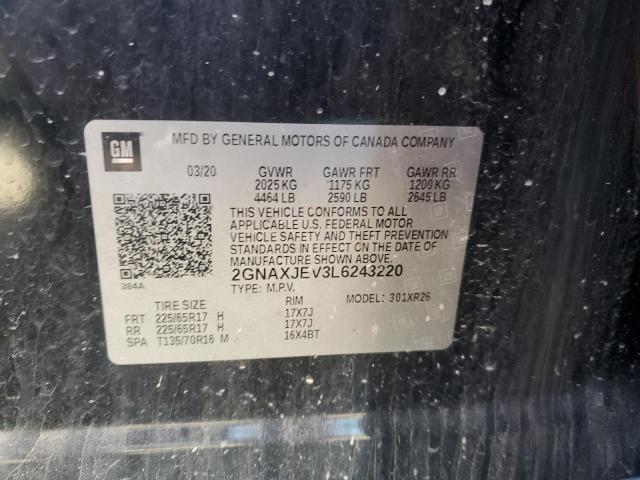 GM
MFD BY GENERAL MOTORS OF CANADA COMPANY
03/20 GVWR GAWR FRT GAWR RR
2025 KG 1175 KG 1200 KG
4464 LB 2590 LB 2645 LB
THIS VEHICLE CONFORMS TO ALL
APPLICABLE U.S. FEDERAL MOTOR
VEHICLE SAFETY AND THEFT PREVENTION
STANDARDS IN EFFECT ON THE DATE OF
MANUFACTURE SHOWN ABOVE.
384A 2GNAXJEV3L6243220
TYPE: M.P.V.
TIRE SIZE RIM MODEL: 301XR26
FRT 225/65R17 H 17X7J
RR 225/65R17 H 17X7J
SPA T135/70R16 M 16X4BT